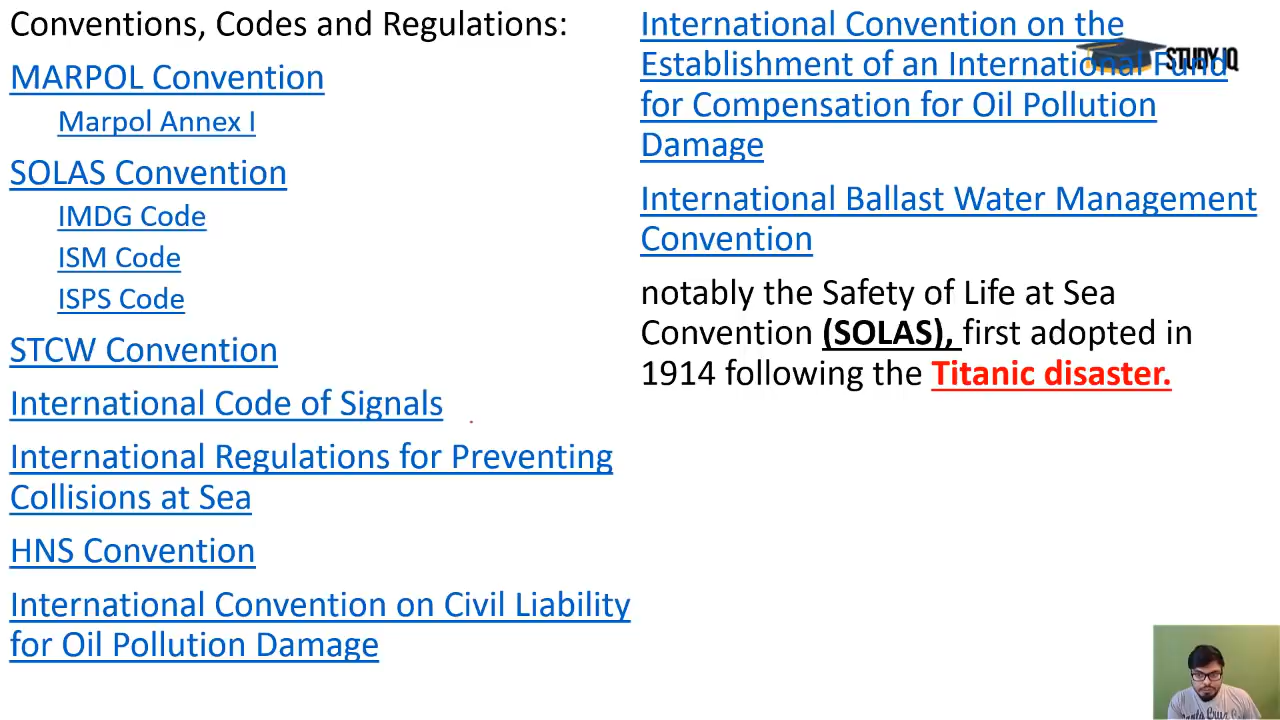 Conventions, Codes and Regulations:
MARPOL Convention
Marpol Annex I
SOLAS Convention
IMDG Code
ISM Code
ISPS Code
STCW Convention
International Code of Signals
International Regulations for Preventing
Collisions at Sea
HNS Convention
International Convention on Civil Liability
for Oil Pollution Damage
International Convention on the
Establishment of an International Fund
for Compensation for Oil Pollution
Damage
International Ballast Water Management
Convention
notably the Safety of Life at Sea
Convention (SOLAS), first adopted in
1914 following the Titanic disaster.
STUDY IQ